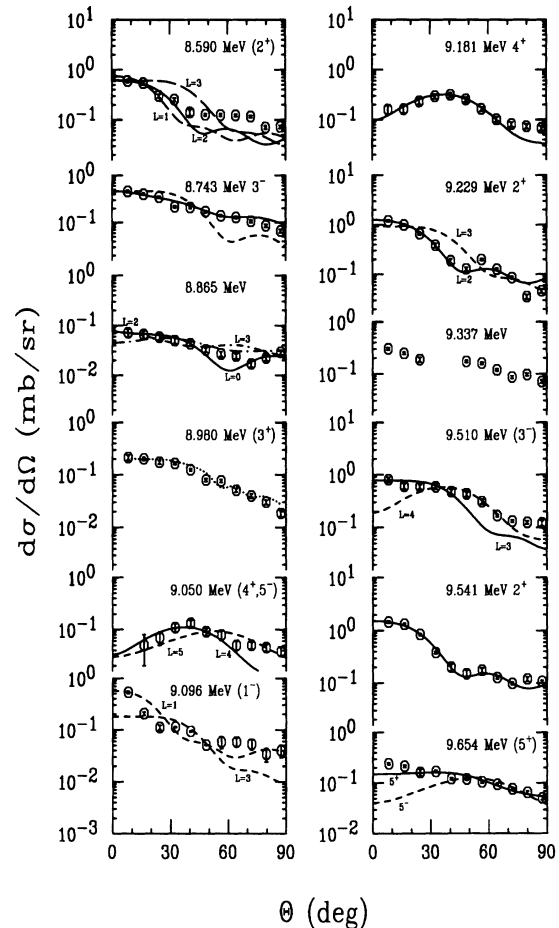 dσ/dΩ (mb/sr)
10¹
8.590 MeV (2⁺)
10⁰
L=3
L=1
L=2
10⁻¹
10⁰
8.743 MeV 3⁻
10⁻¹
10⁰
8.865 MeV
10⁻¹
L=2
L=3
L=0
10⁻²
10⁰
8.980 MeV (3⁺)
10⁻¹
10⁻²
10⁰
9.050 MeV (4⁺,5⁻)
10⁻¹
L=5
L=4
10⁰
9.096 MeV (1⁻)
L=1
10⁻¹
L=3
10⁻²
10⁻³
0 30 60 90
10¹
9.181 MeV 4⁺
10⁰
10⁻¹
10¹
9.229 MeV 2⁺
10⁰
L=3
L=2
10⁻¹
10⁰
9.337 MeV
10⁻¹
10¹
9.510 MeV (3⁻)
10⁰
L=4
L=3
10⁻¹
10¹
9.541 MeV 2⁺
10⁰
10⁻¹
10⁰
9.654 MeV (5⁺)
5⁺
10⁻¹
5⁻
10⁻²
0 30 60 90
Θ (deg)